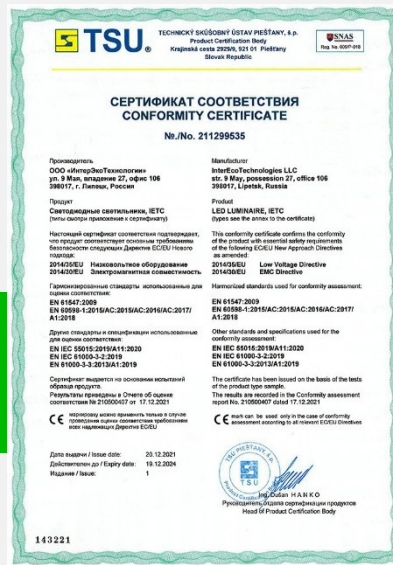 TSU®
TECHNICKÝ SKÚŠOBNÝ ÚSTAV PIEŠŤANY, š.p.
Product Certification Body
Krajinská cesta 2929/9, 921 01 Piešťany
Slovak Republic
SNAS
СЕРТИФИКАТ СООТВЕТСТВИЯ
CONFORMITY CERTIFICATE
№./No. 211299535
Производитель
ООО «ИнтерЭкоТехнологии»
ул. 9 Мая, владение 27, офис 106
398017, г. Липецк, Россия
Продукт
Светодиодные светильники, IETC
(типы смотри приложение к сертификату)
Настоящий сертификат соответствия подтверждает,
что продукт соответствует основным требованиям
безопасности следующих Директив ЕС/EU Нового
подхода:
2014/35/EU Низковольтное оборудование
2014/30/EU Электромагнитная совместимость
Гармонизированные стандарты использованные для
оценки соответствия:
EN 61547:2009
EN 60598-1:2015/AC:2015/AC:2016/AC:2017/
A1:2018
Другие стандарты и спецификации использованные
для оценки соответствия:
EN IEC 55015:2019/A11:2020
EN IEC 61000-3-2:2019
EN 61000-3-3:2013/A1:2019
Сертификат выдается на основании испытаний
образца продукта.
Результаты приведены в Отчете об оценке
соответствия № 210500407 от 17.12.2021
CE маркировку можно применять только в случае
проведения оценки соответствия требованиям
всех надлежащих Директив EC/EU
Manufacturer
InterEcoTechnologies LLC
str. 9 May, possession 27, office 106
398017, Lipetsk, Russia
Product
LED LUMINAIRE, IETC
(types see the annex to the certificate)
This conformity certificate confirms the conformity
of the product with essential safety requirements
of the following EC/EU New Approach Directives
as amended:
2014/35/EU Low Voltage Directive
2014/30/EU EMC Directive
Harmonized standards used for conformity assessment:
EN 61547:2009
EN 60598-1:2015/AC:2015/AC:2016/AC:2017/
A1:2018
Other standards and specifications used for the
conformity assessment:
EN IEC 55015:2019/A11:2020
EN IEC 61000-3-2:2019
EN 61000-3-3:2013/A1:2019
The certificate has been issued on the basis of the tests
of the product type sample.
The results are recorded in the Conformity assessment
report No. 210500407 dated 17.12.2021
CE mark can be used only in the case of conformity
assessment according to all relevant EC/EU Directives
Дата выдачи / Issue date: 20.12.2021
Действителен до / Expiry date: 19.12.2024
Издание / Issue: 1
Ing. Dušan HANKO
Руководитель отдела сертификации продуктов
Head of Product Certification Body
143221